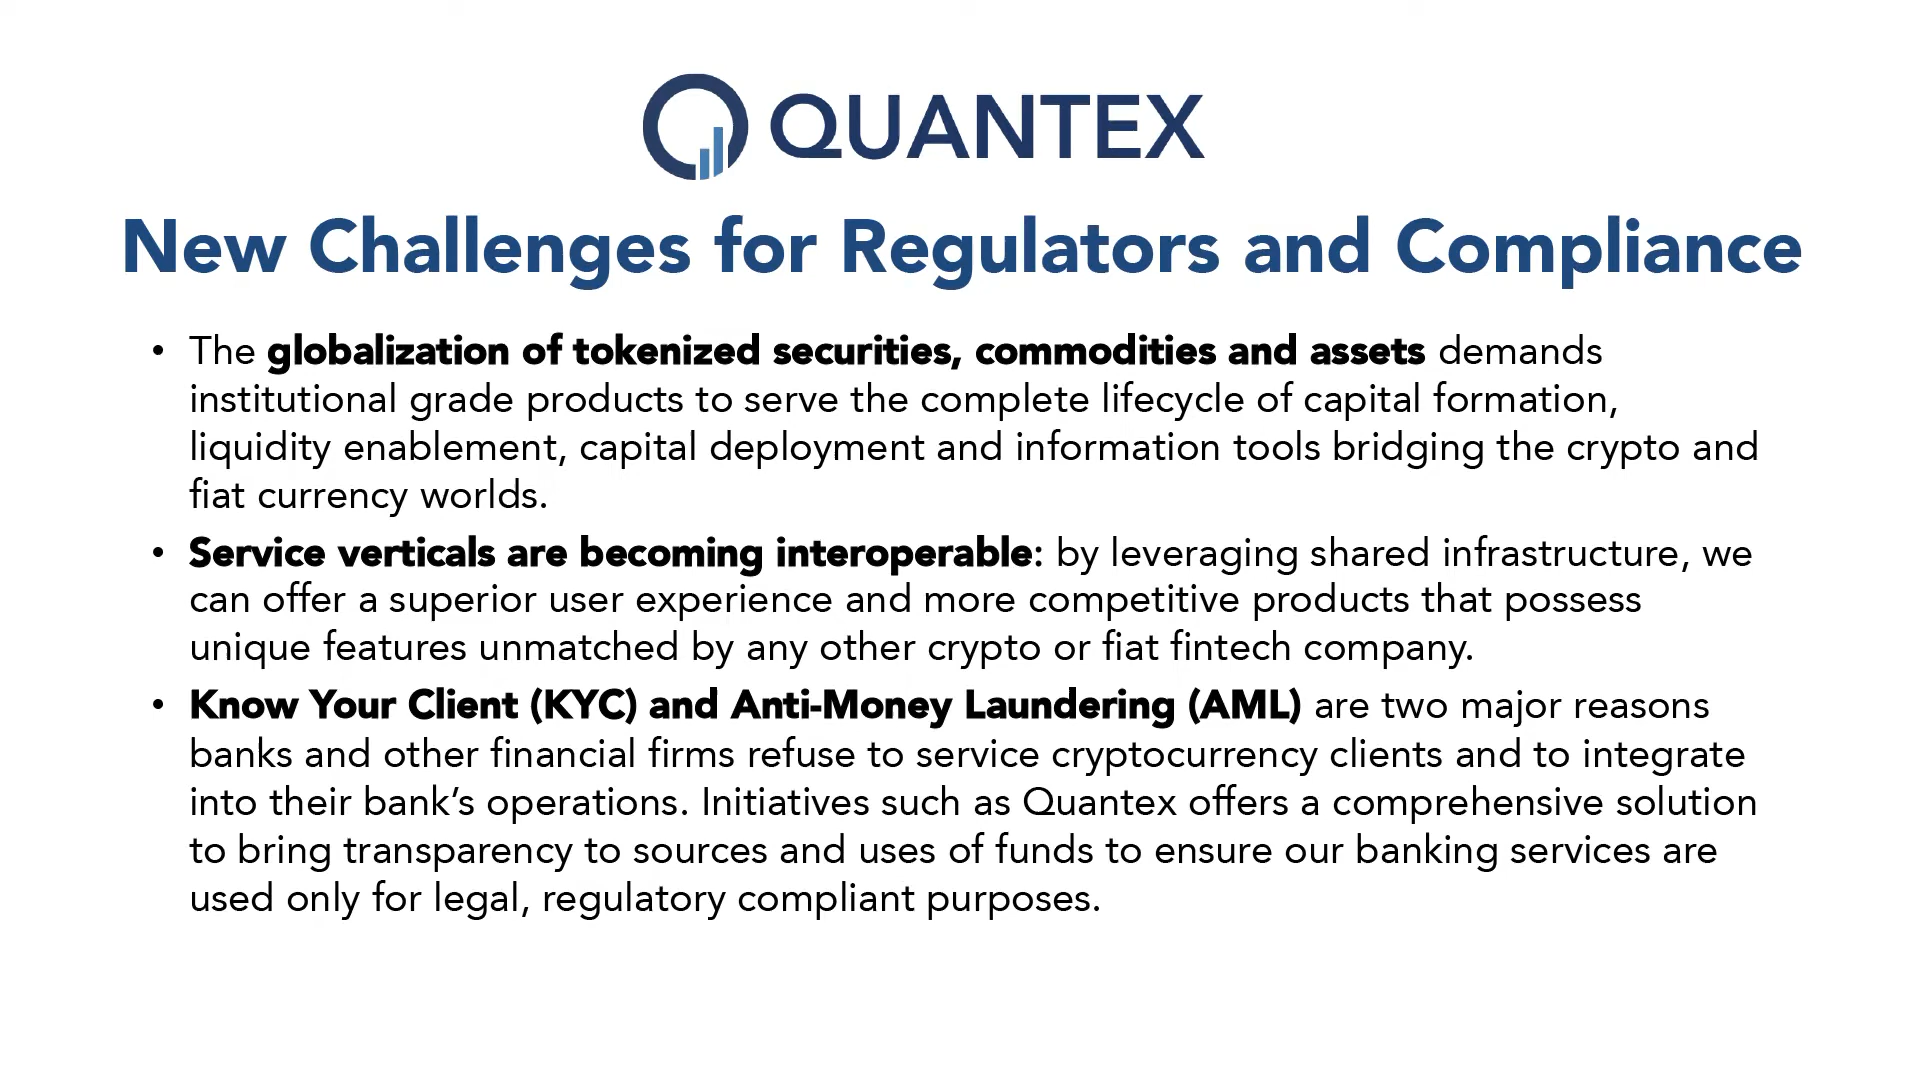 QUANTEX
New Challenges for Regulators and Compliance
• The globalization of tokenized securities, commodities and assets demands
institutional grade products to serve the complete lifecycle of capital formation,
liquidity enablement, capital deployment and information tools bridging the crypto and
fiat currency worlds.
• Service verticals are becoming interoperable: by leveraging shared infrastructure, we
can offer a superior user experience and more competitive products that possess
unique features unmatched by any other crypto or fiat fintech company.
• Know Your Client (KYC) and Anti-Money Laundering (AML) are two major reasons
banks and other financial firms refuse to service cryptocurrency clients and to integrate
into their bank’s operations. Initiatives such as Quantex offers a comprehensive solution
to bring transparency to sources and uses of funds to ensure our banking services are
used only for legal, regulatory compliant purposes.